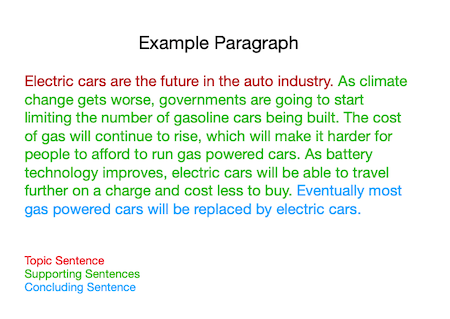 Example Paragraph
Electric cars are the future in the auto industry. As climate
change gets worse, governments are going to start
limiting the number of gasoline cars being built. The cost
of gas will continue to rise, which will make it harder for
people to afford to run gas powered cars. As battery
technology improves, electric cars will be able to travel
further on a charge and cost less to buy. Eventually most
gas powered cars will be replaced by electric cars.
Topic Sentence
Supporting Sentences
Concluding Sentence